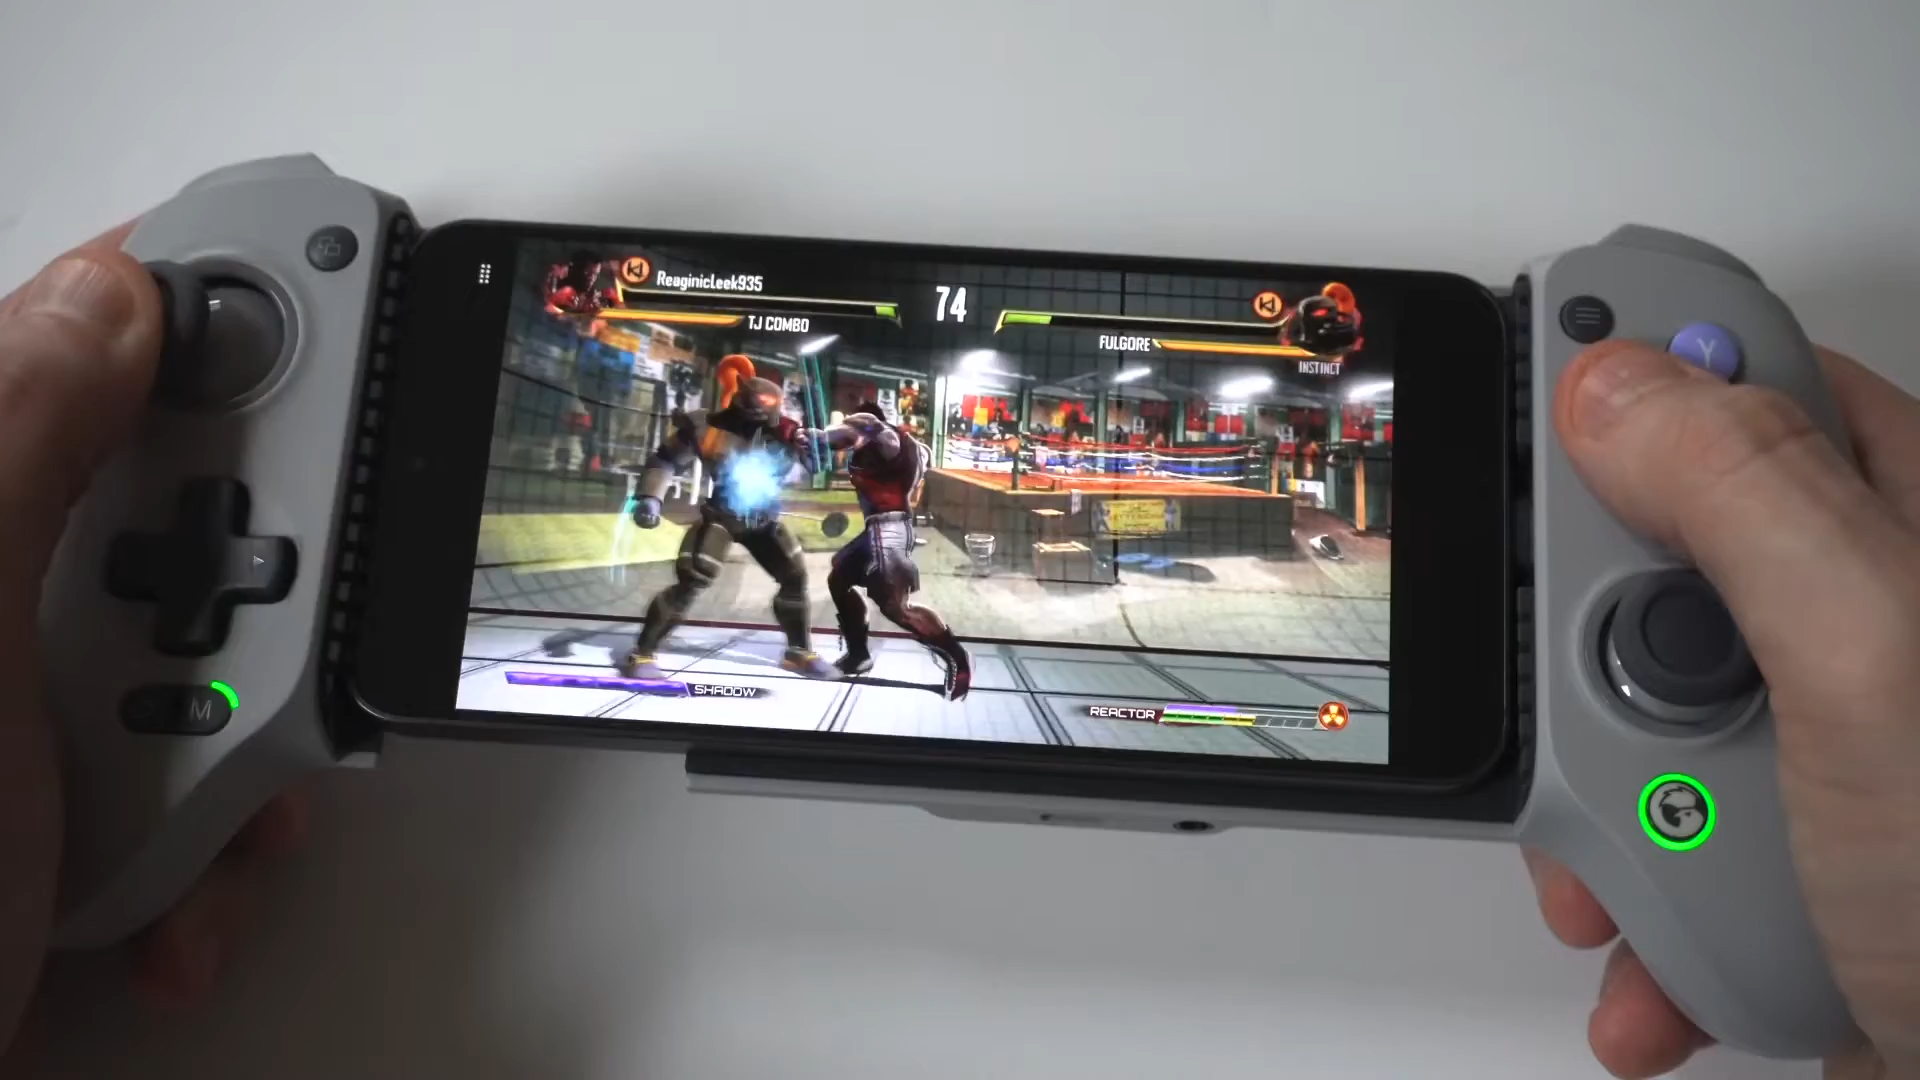 ReaginicLeek935
74
TJ COMBO
FULGORE
INSTINCT
Y
SHADOW
M
REACTOR